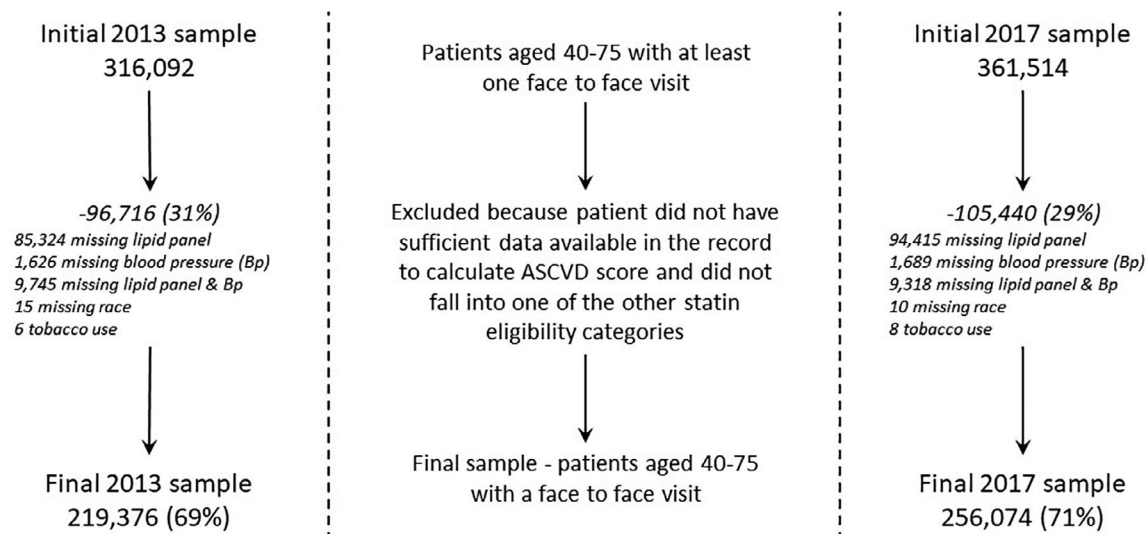 Initial 2013 sample
316,092
-96,716 (31%)
85,324 missing lipid panel
1,626 missing blood pressure (Bp)
9,745 missing lipid panel & Bp
15 missing race
6 tobacco use
Final 2013 sample
219,376 (69%)
Patients aged 40-75 with at least
one face to face visit
Excluded because patient did not have
sufficient data available in the record
to calculate ASCVD score and did not
fall into one of the other statin
eligibility categories
Final sample - patients aged 40-75
with a face to face visit
Initial 2017 sample
361,514
-105,440 (29%)
94,415 missing lipid panel
1,689 missing blood pressure (Bp)
9,318 missing lipid panel & Bp
10 missing race
8 tobacco use
Final 2017 sample
256,074 (71%)